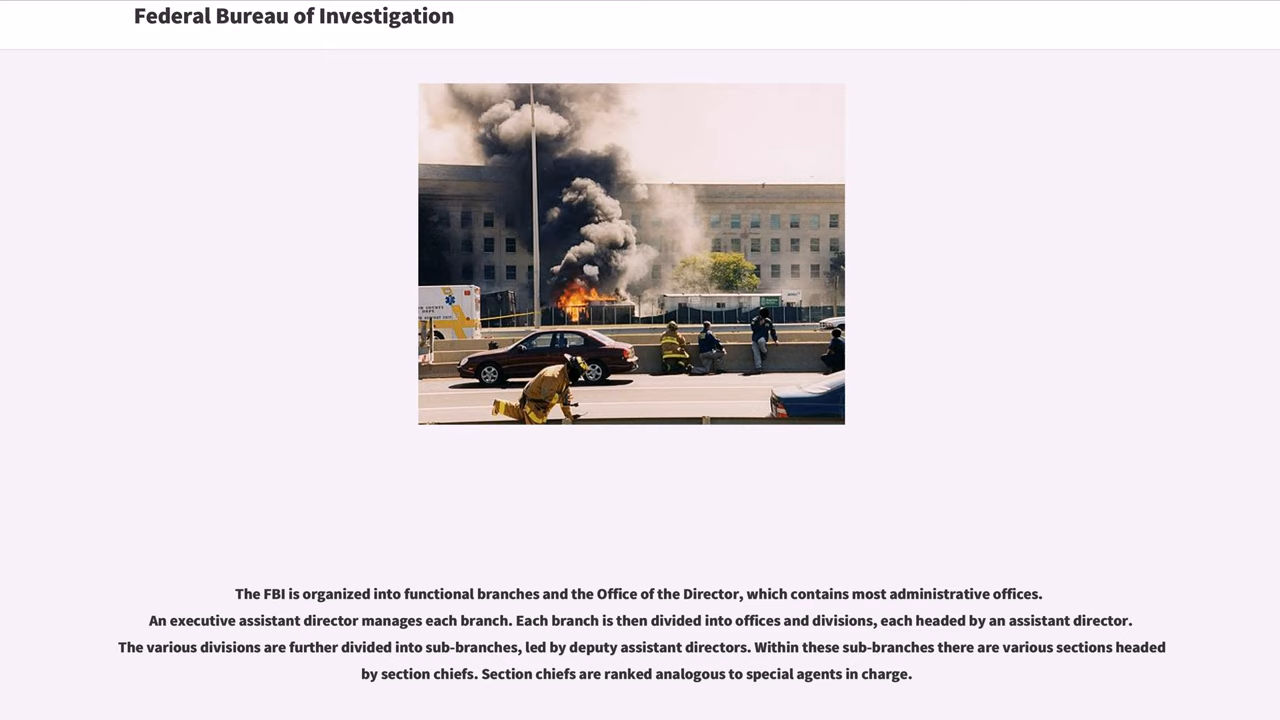 Federal Bureau of Investigation
The FBI is organized into functional branches and the Office of the Director, which contains most administrative offices.
An executive assistant director manages each branch. Each branch is then divided into offices and divisions, each headed by an assistant director.
The various divisions are further divided into sub-branches, led by deputy assistant directors. Within these sub-branches there are various sections headed
by section chiefs. Section chiefs are ranked analogous to special agents in charge.